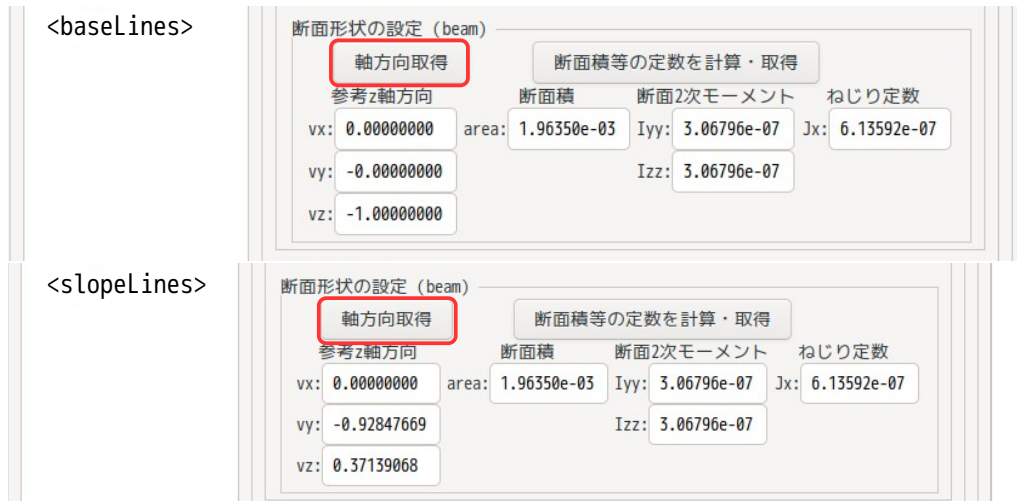 <baseLines>
断面形状の設定 (beam)
軸方向取得 断面積等の定数を計算・取得
参考z軸方向 断面積 断面2次モーメント ねじり定数
vx: 0.00000000 area: 1.96350e-03 Iyy: 3.06796e-07 Jx: 6.13592e-07
vy: -0.00000000 Izz: 3.06796e-07
vz: -1.00000000
<slopeLines>
断面形状の設定 (beam)
軸方向取得 断面積等の定数を計算・取得
参考z軸方向 断面積 断面2次モーメント ねじり定数
vx: 0.00000000 area: 1.96350e-03 Iyy: 3.06796e-07 Jx: 6.13592e-07
vy: -0.92847669 Izz: 3.06796e-07
vz: 0.37139068